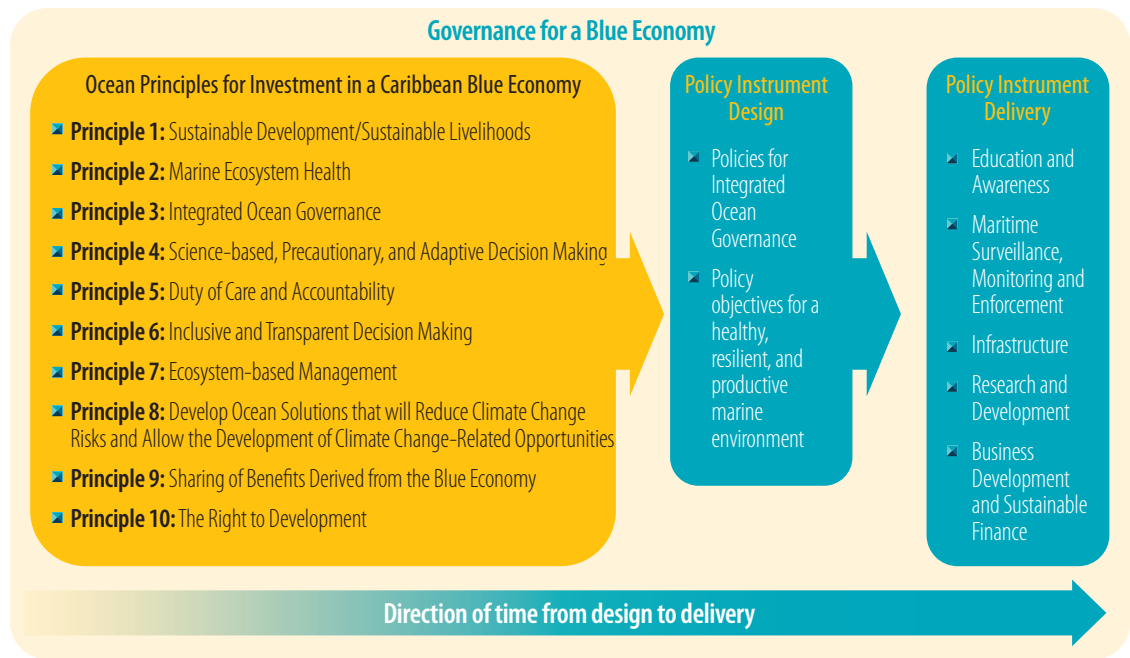 Governance for a Blue Economy
Ocean Principles for Investment in a Caribbean Blue Economy
Principle 1: Sustainable Development/Sustainable Livelihoods
Principle 2: Marine Ecosystem Health
Principle 3: Integrated Ocean Governance
Principle 4: Science-based, Precautionary, and Adaptive Decision Making
Principle 5: Duty of Care and Accountability
Principle 6: Inclusive and Transparent Decision Making
Principle 7: Ecosystem-based Management
Principle 8: Develop Ocean Solutions that will Reduce Climate Change
Risks and Allow the Development of Climate Change-Related Opportunities
Principle 9: Sharing of Benefits Derived from the Blue Economy
Principle 10: The Right to Development
Policy Instrument
Design
Policies for
Integrated
Ocean
Governance
Policy
objectives for a
healthy,
resilient, and
productive
marine
environment
Policy Instrument
Delivery
Education and
Awareness
Maritime
Surveillance,
Monitoring and
Enforcement
Infrastructure
Research and
Development
Business
Development
and Sustainable
Finance
Direction of time from design to delivery